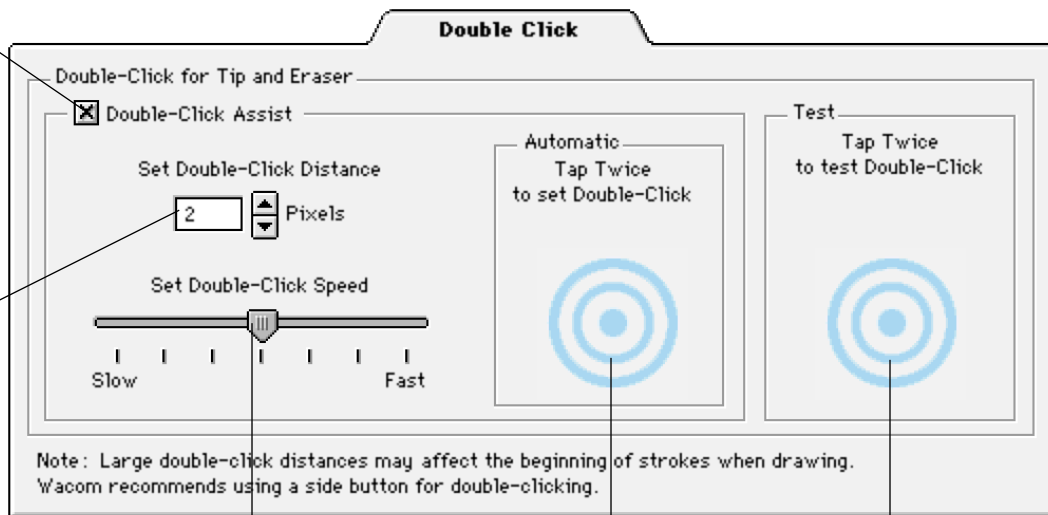 Double Click
Double-Click for Tip and Eraser
Double-Click Assist
Set Double-Click Distance
2 Pixels
Set Double-Click Speed
Slow Fast
Automatic
Tap Twice
to set Double-Click
Test
Tap Twice
to test Double-Click
Note: Large double-click distances may affect the beginning of strokes when drawing.
Wacom recommends using a side button for double-clicking.